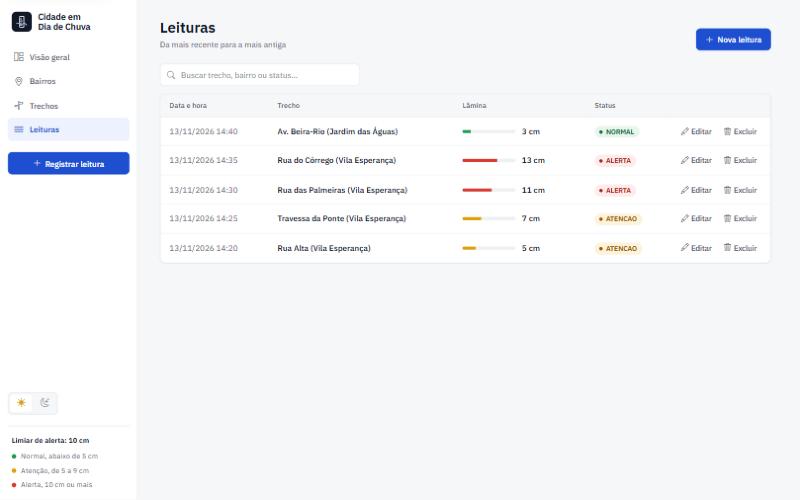 Cidade em
Dia de Chuva
Visão geral
Bairros
Trechos
Leituras
+ Registrar leitura
Limiar de alerta: 10 cm
Normal, abaixo de 5 cm
Atenção, de 5 a 9 cm
Alerta, 10 cm ou mais
Leituras
Da mais recente para a mais antiga
+ Nova leitura
Buscar trecho, bairro ou status...
Data e hora Trecho Lâmina Status
13/11/2026 14:40 Av. Beira-Rio (Jardim das Águas) 3 cm NORMAL Editar Excluir
13/11/2026 14:35 Rua do Córrego (Vila Esperança) 13 cm ALERTA Editar Excluir
13/11/2026 14:30 Rua das Palmeiras (Vila Esperança) 11 cm ALERTA Editar Excluir
13/11/2026 14:25 Travessa da Ponte (Vila Esperança) 7 cm ATENCAO Editar Excluir
13/11/2026 14:20 Rua Alta (Vila Esperança) 5 cm ATENCAO Editar Excluir